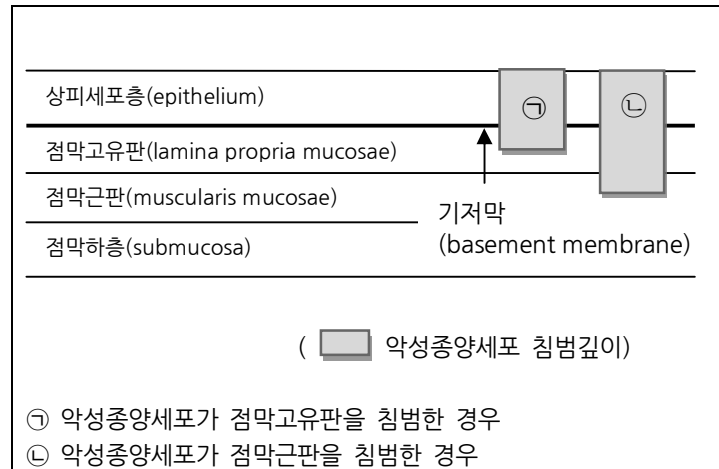 상피세포층(epithelium)
㉠
㉡
점막고유판(lamina propria mucosae)
점막근판(muscularis mucosae)
기저막
점막하층(submucosa)
(basement membrane)
( 악성종양세포 침범깊이)
㉠ 악성종양세포가 점막고유판을 침범한 경우
㉡ 악성종양세포가 점막근판을 침범한 경우